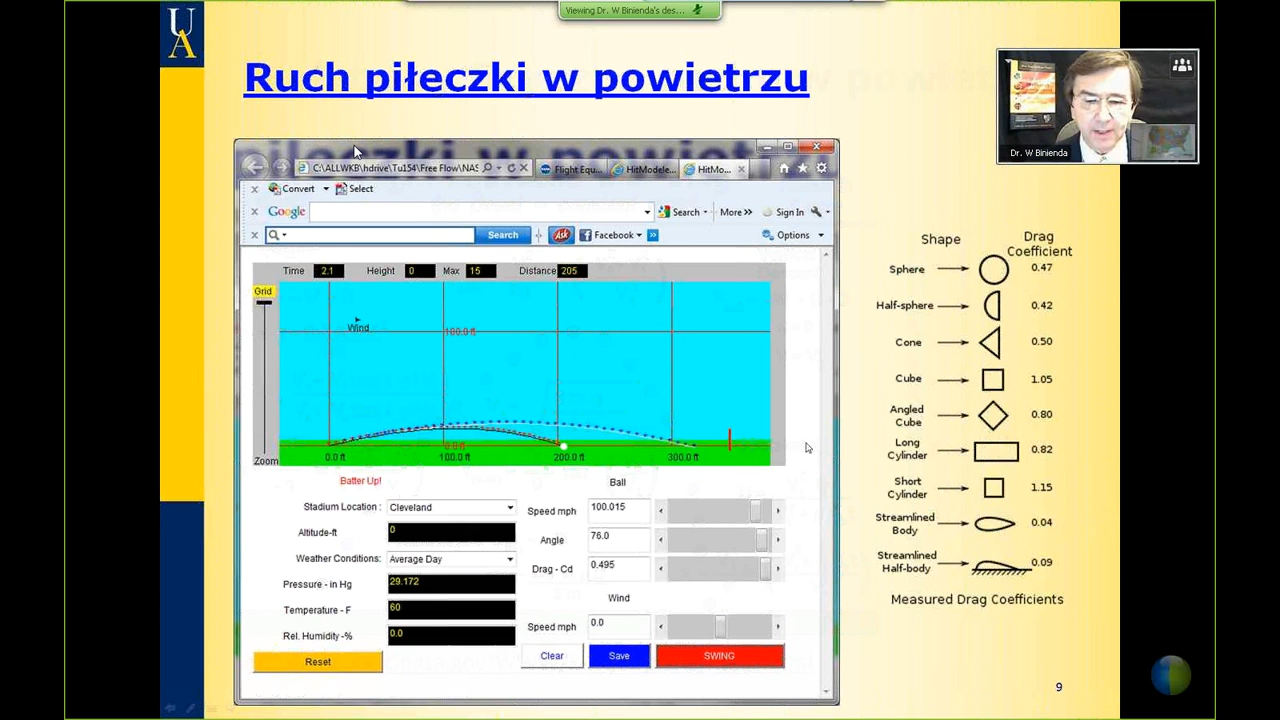 Viewing Dr. W Binienda's des...
UA
Ruch piłeczki w powietrzu
Dr. W Binienda
C:\ALLWKB\hdrive\Tu154\Free Flow\NAS
Flight Equ...
HitModele...
HitMo...
x Convert Select
x Google Search More » Sign In
x Search Ask Facebook » Options
Time 2.1 Height 0 Max 15 Distance 205
Grid
Wind
100.0 ft
0.0 ft
0.0 ft 100.0 ft 200.0 ft 300.0 ft
Zoom
Batter Up!
Ball
Stadium Location : Cleveland
Speed mph 100.015
Altitude-ft 0
Angle 76.0
Weather Conditions: Average Day
Drag - Cd 0.495
Pressure - in Hg 29.172
Wind
Temperature - F 60
Speed mph 0.0
Rel. Humidity -% 0.0
Reset
Clear Save SWING
Shape Drag
Coefficient
Sphere 0.47
Half-sphere 0.42
Cone 0.50
Cube 1.05
Angled
Cube 0.80
Long
Cylinder 0.82
Short
Cylinder 1.15
Streamlined
Body 0.04
Streamlined
Half-body 0.09
Measured Drag Coefficients
9